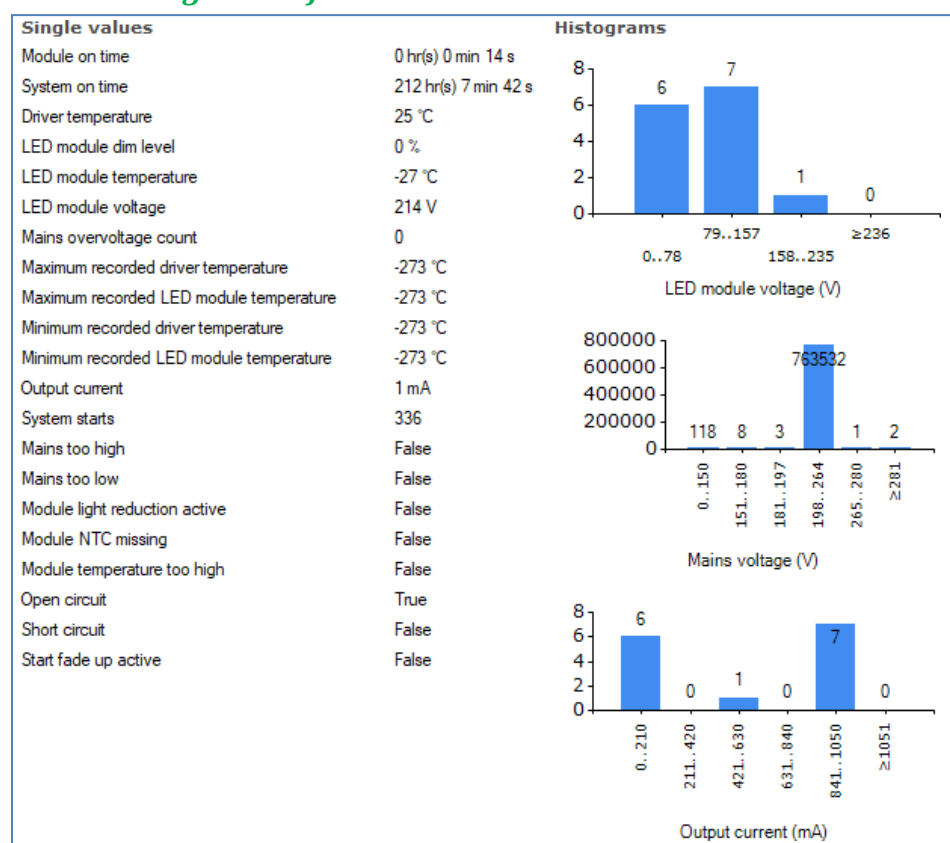 Single values
Module on time 0 hr(s) 0 min 14 s
System on time 212 hr(s) 7 min 42 s
Driver temperature 25 °C
LED module dim level 0 %
LED module temperature -27 °C
LED module voltage 214 V
Mains overvoltage count 0
Maximum recorded driver temperature -273 °C
Maximum recorded LED module temperature -273 °C
Minimum recorded driver temperature -273 °C
Minimum recorded LED module temperature -273 °C
Output current 1 mA
System starts 336
Mains too high False
Mains too low False
Module light reduction active False
Module NTC missing False
Module temperature too high False
Open circuit True
Short circuit False
Start fade up active False
Histograms
8
6
4
2
0
6 7 1 0
79..157 ≥236
0..78 158..235
LED module voltage (V)
800000
600000
400000
200000
0
118 8 3 763532 1 2
0..150 151..180 181..197 198..264 265..280 ≥281
Mains voltage (V)
8
6
4
2
0
6 0 1 0 7 0
0..210 211..420 421..630 631..840 841..1050 ≥1051
Output current (mA)